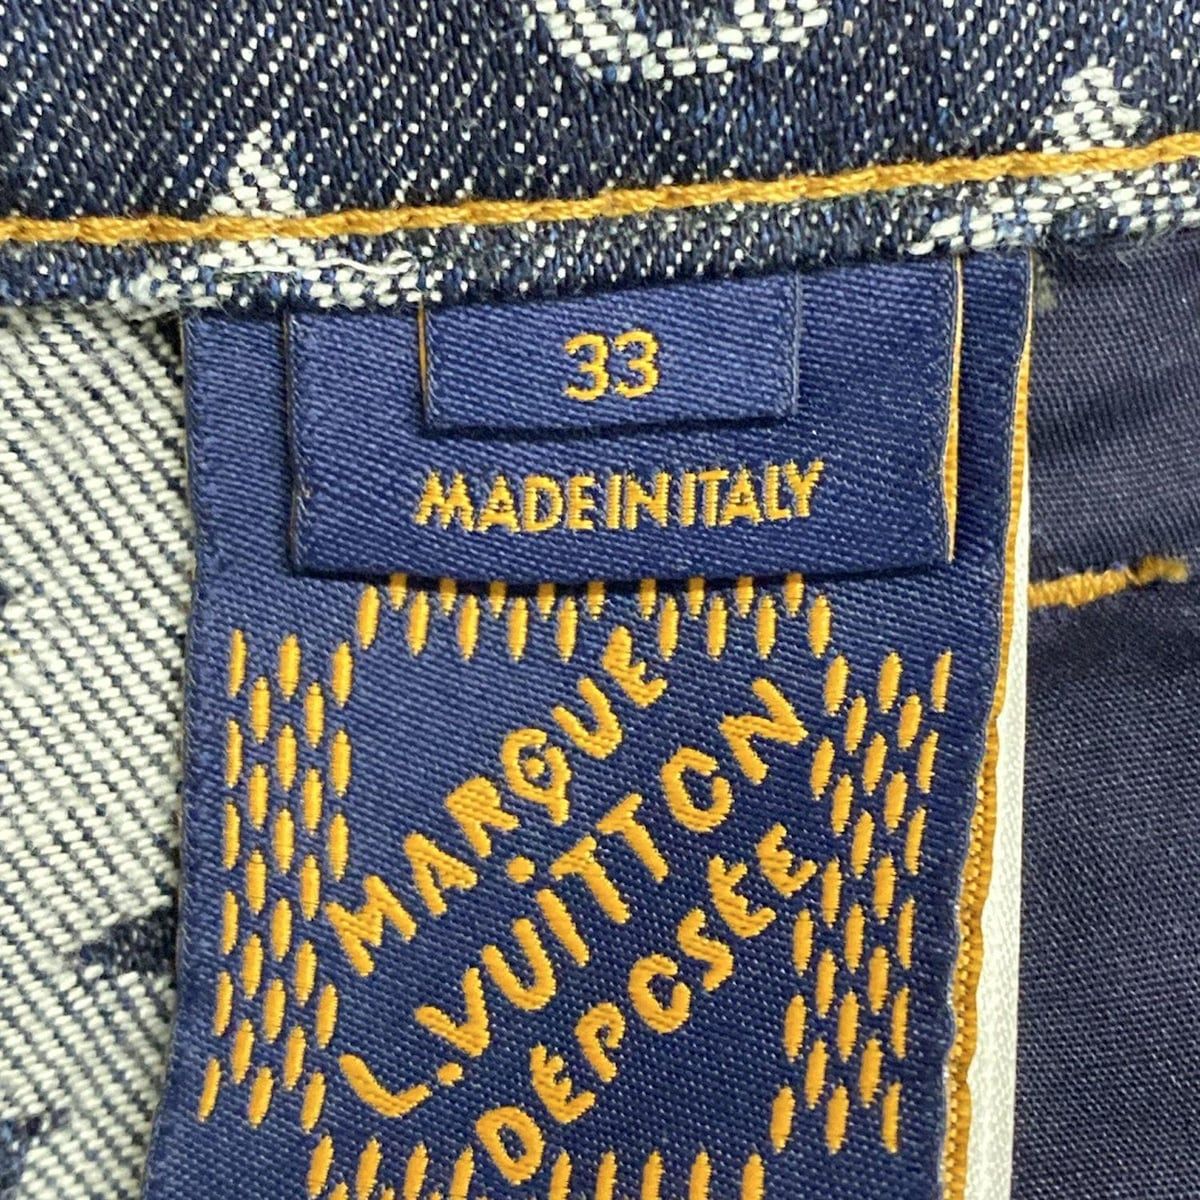 33
MADE IN ITALY
MARQUE
L.VUITTON
DÉPOSÉE